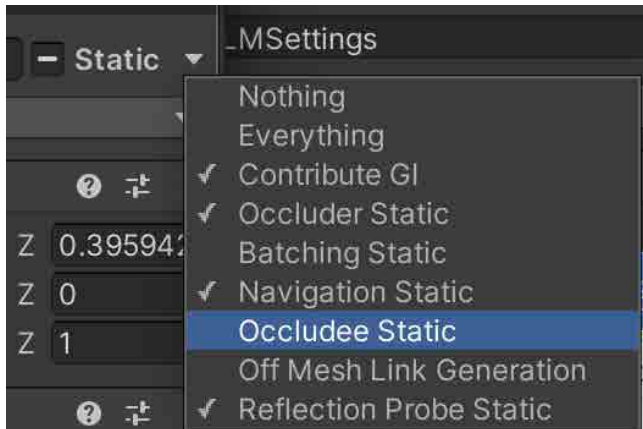 Static
LMSettings
Nothing
Everything
Contribute GI
Occluder Static
Batching Static
Navigation Static
Occludee Static
Off Mesh Link Generation
Reflection Probe Static
Z 0.395942
Z 0
Z 1